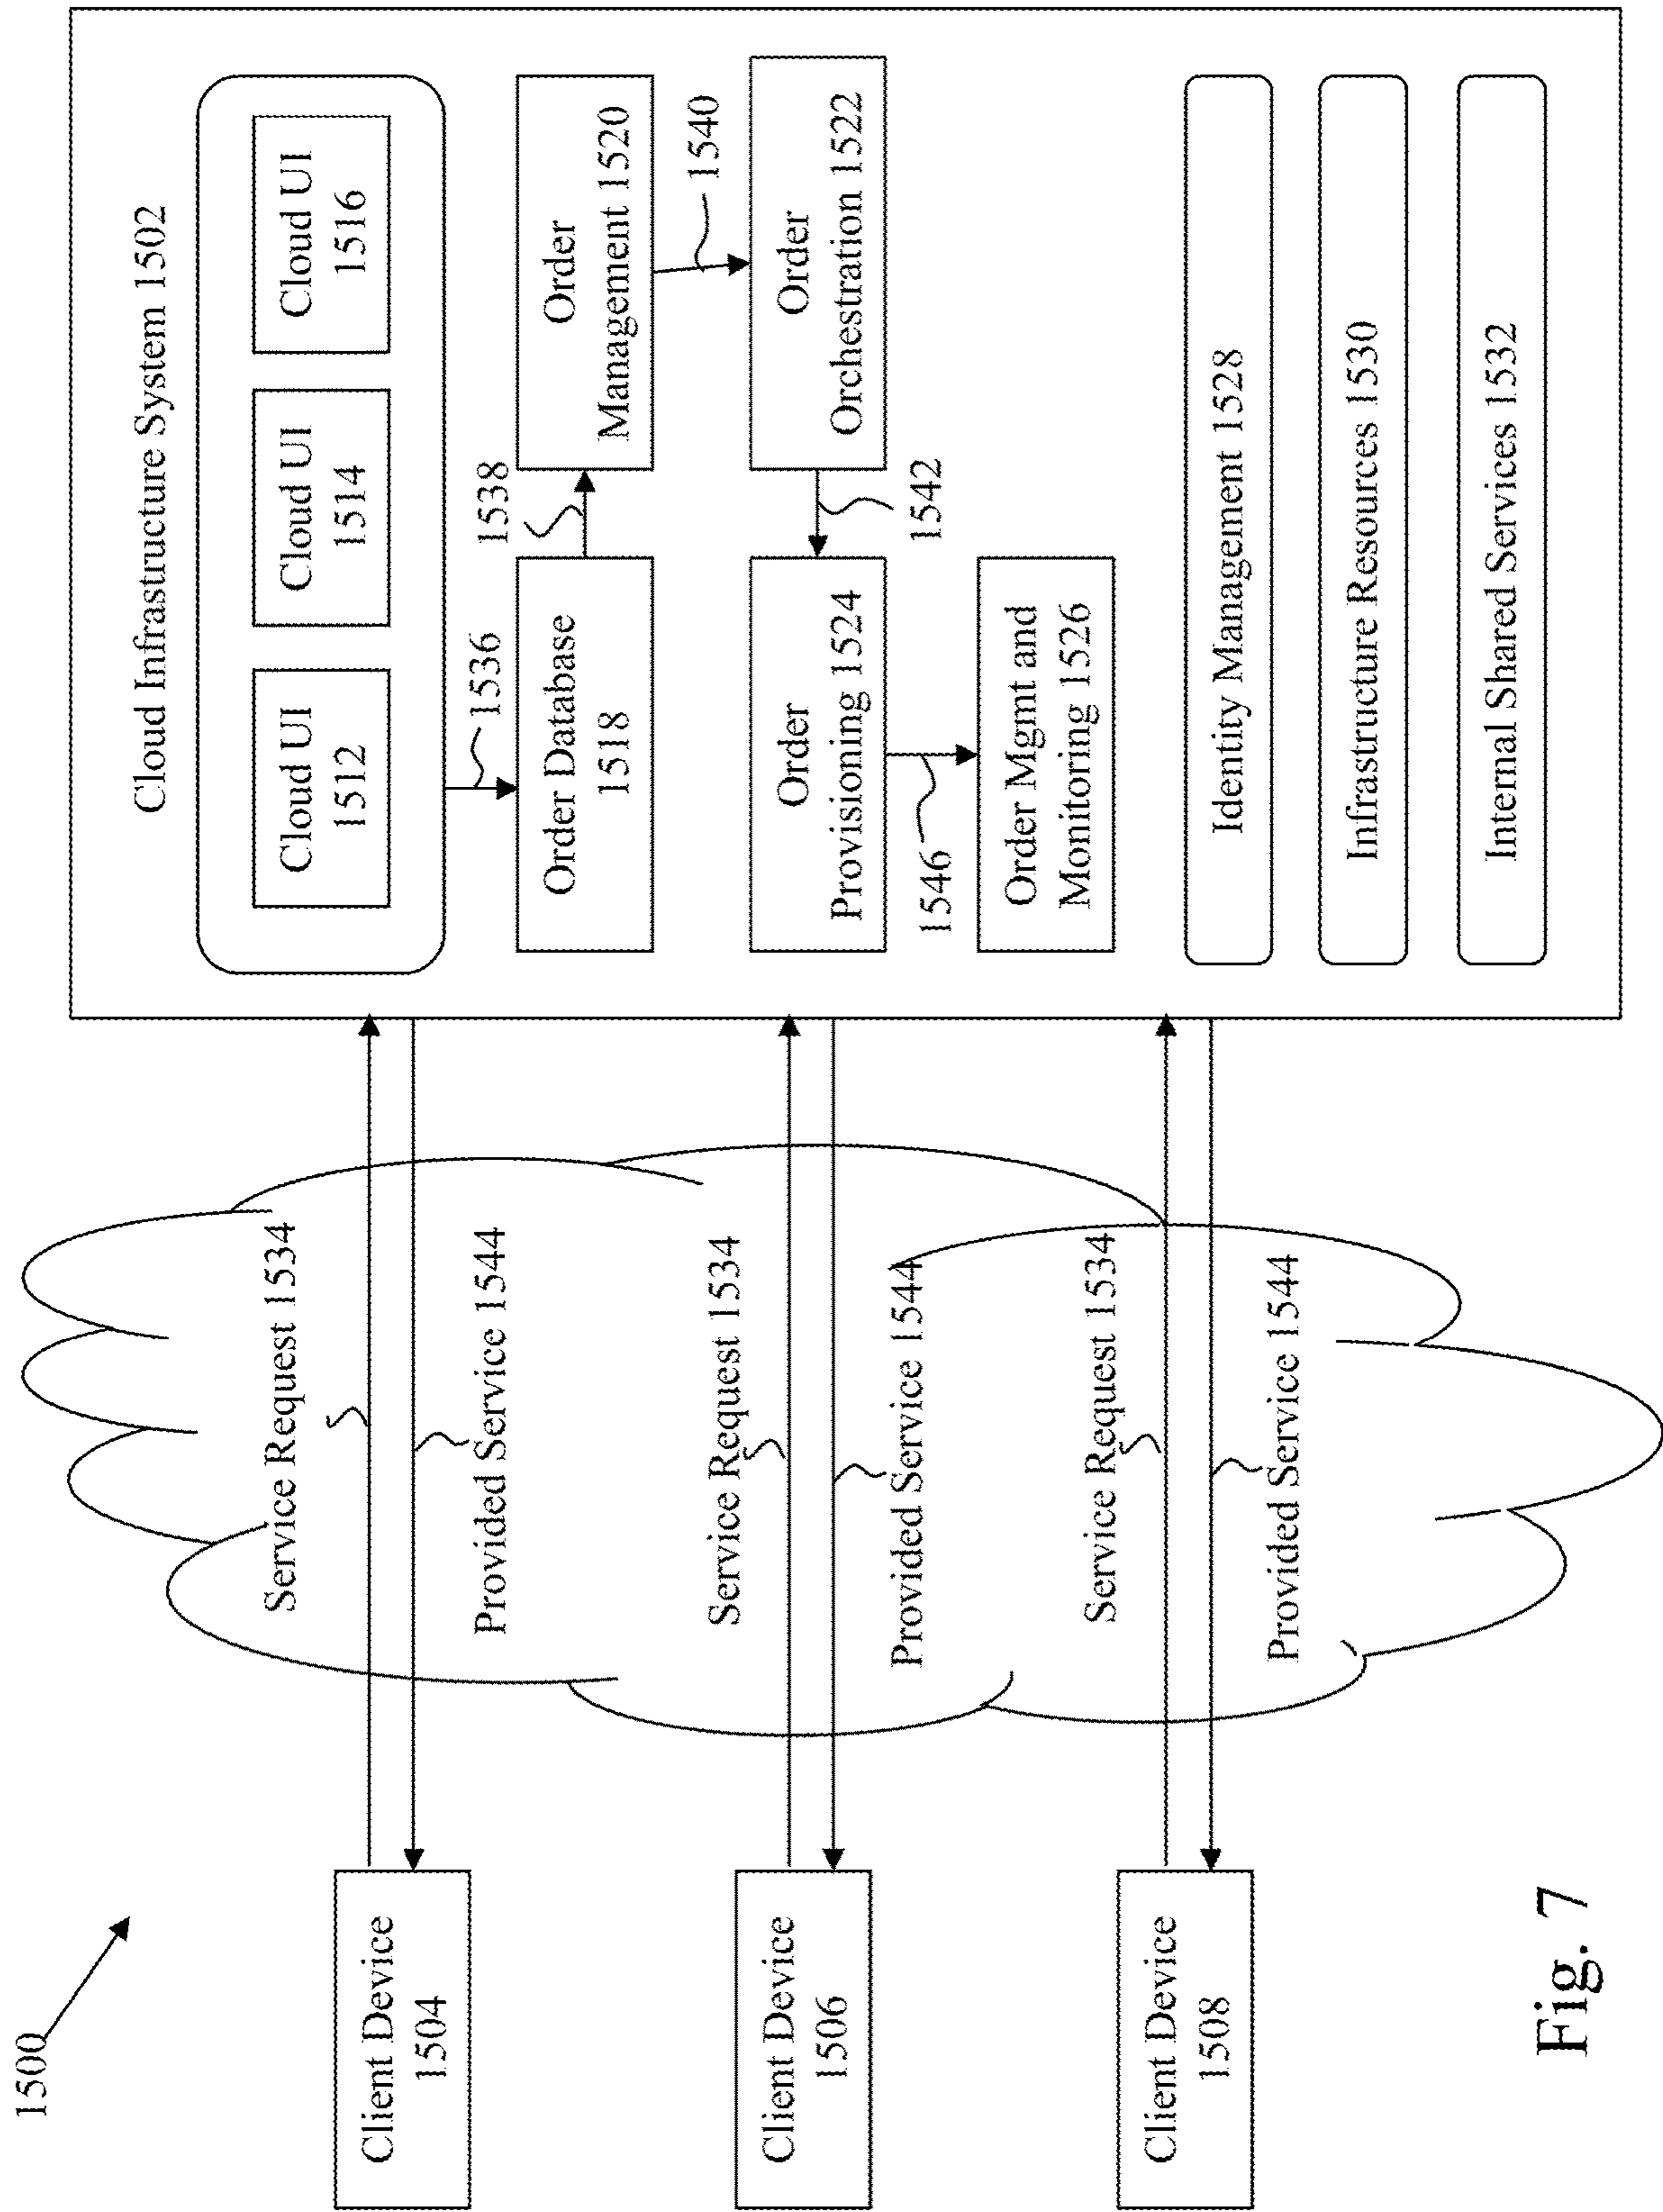 1500
Client Device
1504
Client Device
1506
Client Device
1508
Service Request 1534
Provided Service 1544
Service Request 1534
Provided Service 1544
Service Request 1534
Provided Service 1544
Cloud Infrastructure System 1502
Cloud UI
1512
Cloud UI
1514
Cloud UI
1516
1536
Order Database
1518
1538
Order
Management 1520
1540
Order
Orchestration 1522
1542
Order
Provisioning 1524
1546
Order Mgmt and
Monitoring 1526
Identity Management 1528
Infrastructure Resources 1530
Internal Shared Services 1532
Fig. 7